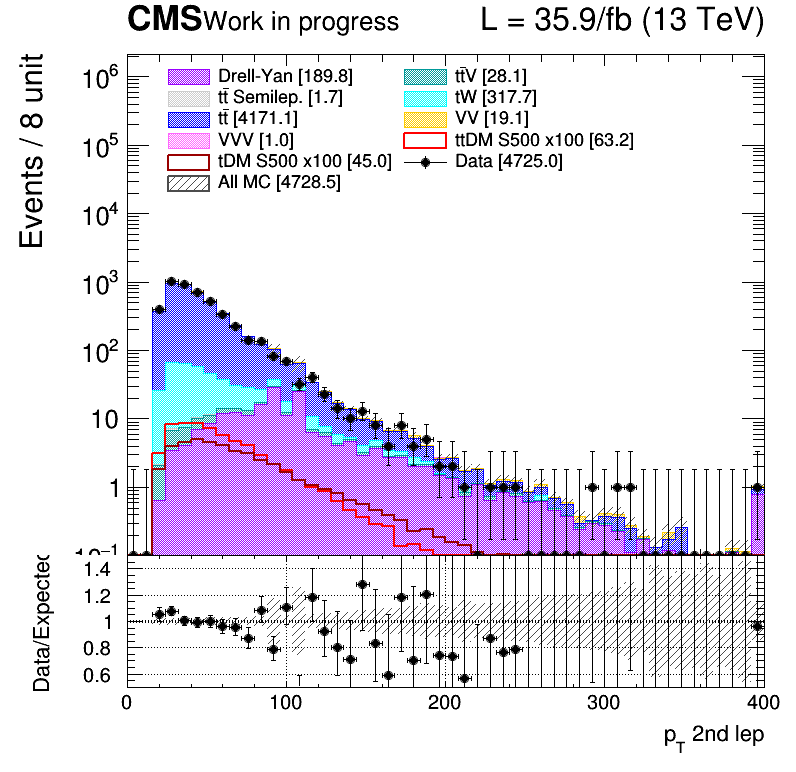 CMS Work in progress L = 35.9/fb (13 TeV)
Events / 8 unit
10⁶
10⁵
10⁴
10³
10²
10
1
10⁻¹
Drell-Yan [189.8]
tt̄V [28.1]
tt̄ Semilep. [1.7]
tW [317.7]
tt̄ [4171.1]
VV [19.1]
VVV [1.0]
ttDM S500 x100 [63.2]
tDM S500 x100 [45.0]
Data [4725.0]
All MC [4728.5]
Data/Expected
1.4
1.2
1
0.8
0.6
0 100 200 300 400
p_T 2nd lep